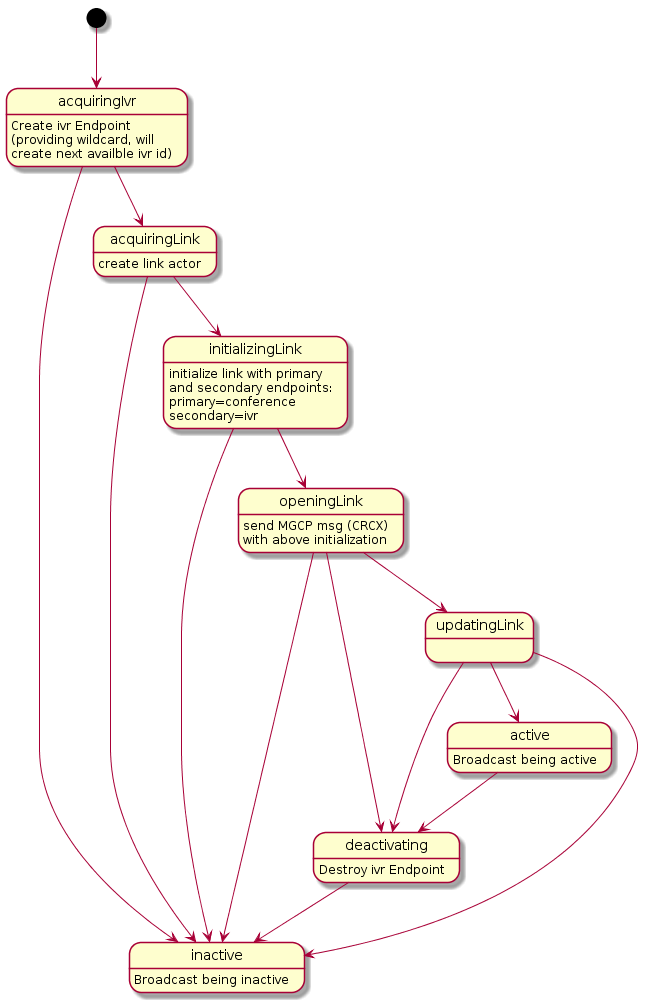 acquiringIvr
Create ivr Endpoint
(providing wildcard, will
create next availble ivr id)
acquiringLink
create link actor
initializingLink
initialize link with primary
and secondary endpoints:
primary=conference
secondary=ivr
openingLink
send MGCP msg (CRCX)
with above initialization
updatingLink
active
Broadcast being active
deactivating
Destroy ivr Endpoint
inactive
Broadcast being inactive